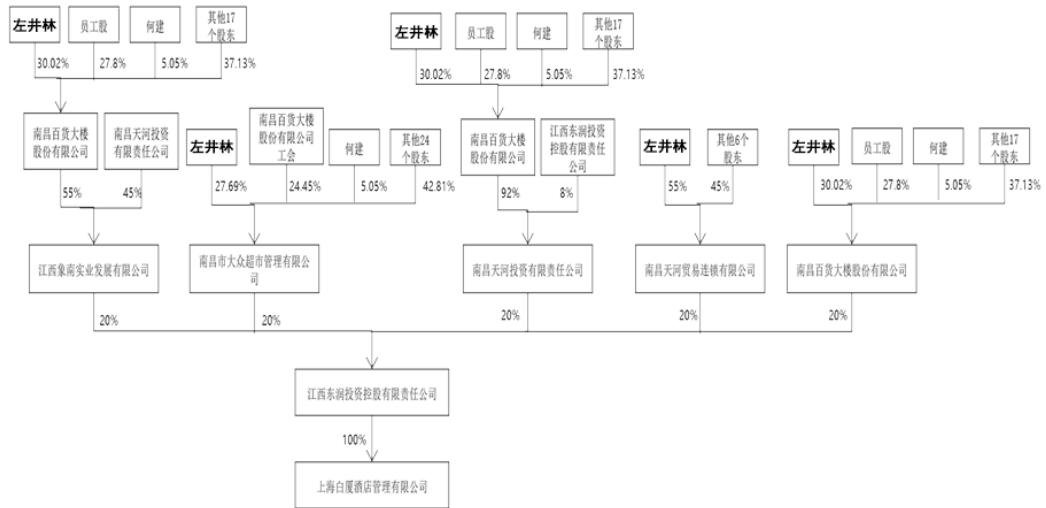 左井林
员工股
何建
其他17
个股东
30.02%
27.8%
5.05%
37.13%
左井林
员工股
何建
其他17
个股东
30.02%
27.8%
5.05%
37.13%
南昌百货大楼
股份有限公司
南昌天河投资
有限责任公司
55%
45%
左井林
南昌百货大楼
股份有限公司
工会
何建
其他24
个股东
27.69%
24.45%
5.05%
42.81%
南昌百货大楼
股份有限公司
江西东润投资
控股有限责任
公司
92%
8%
左井林
其他6个
股东
55%
45%
左井林
员工股
何建
其他17
个股东
30.02%
27.8%
5.05%
37.13%
江西象南实业发展有限公司
南昌市大众超市管理有限公
司
南昌天河投资有限责任公司
南昌天河贸易连锁有限公司
南昌百货大楼股份有限公司
20%
20%
20%
20%
20%
江西东润投资控股有限责任公司
100%
上海白厦酒店管理有限公司